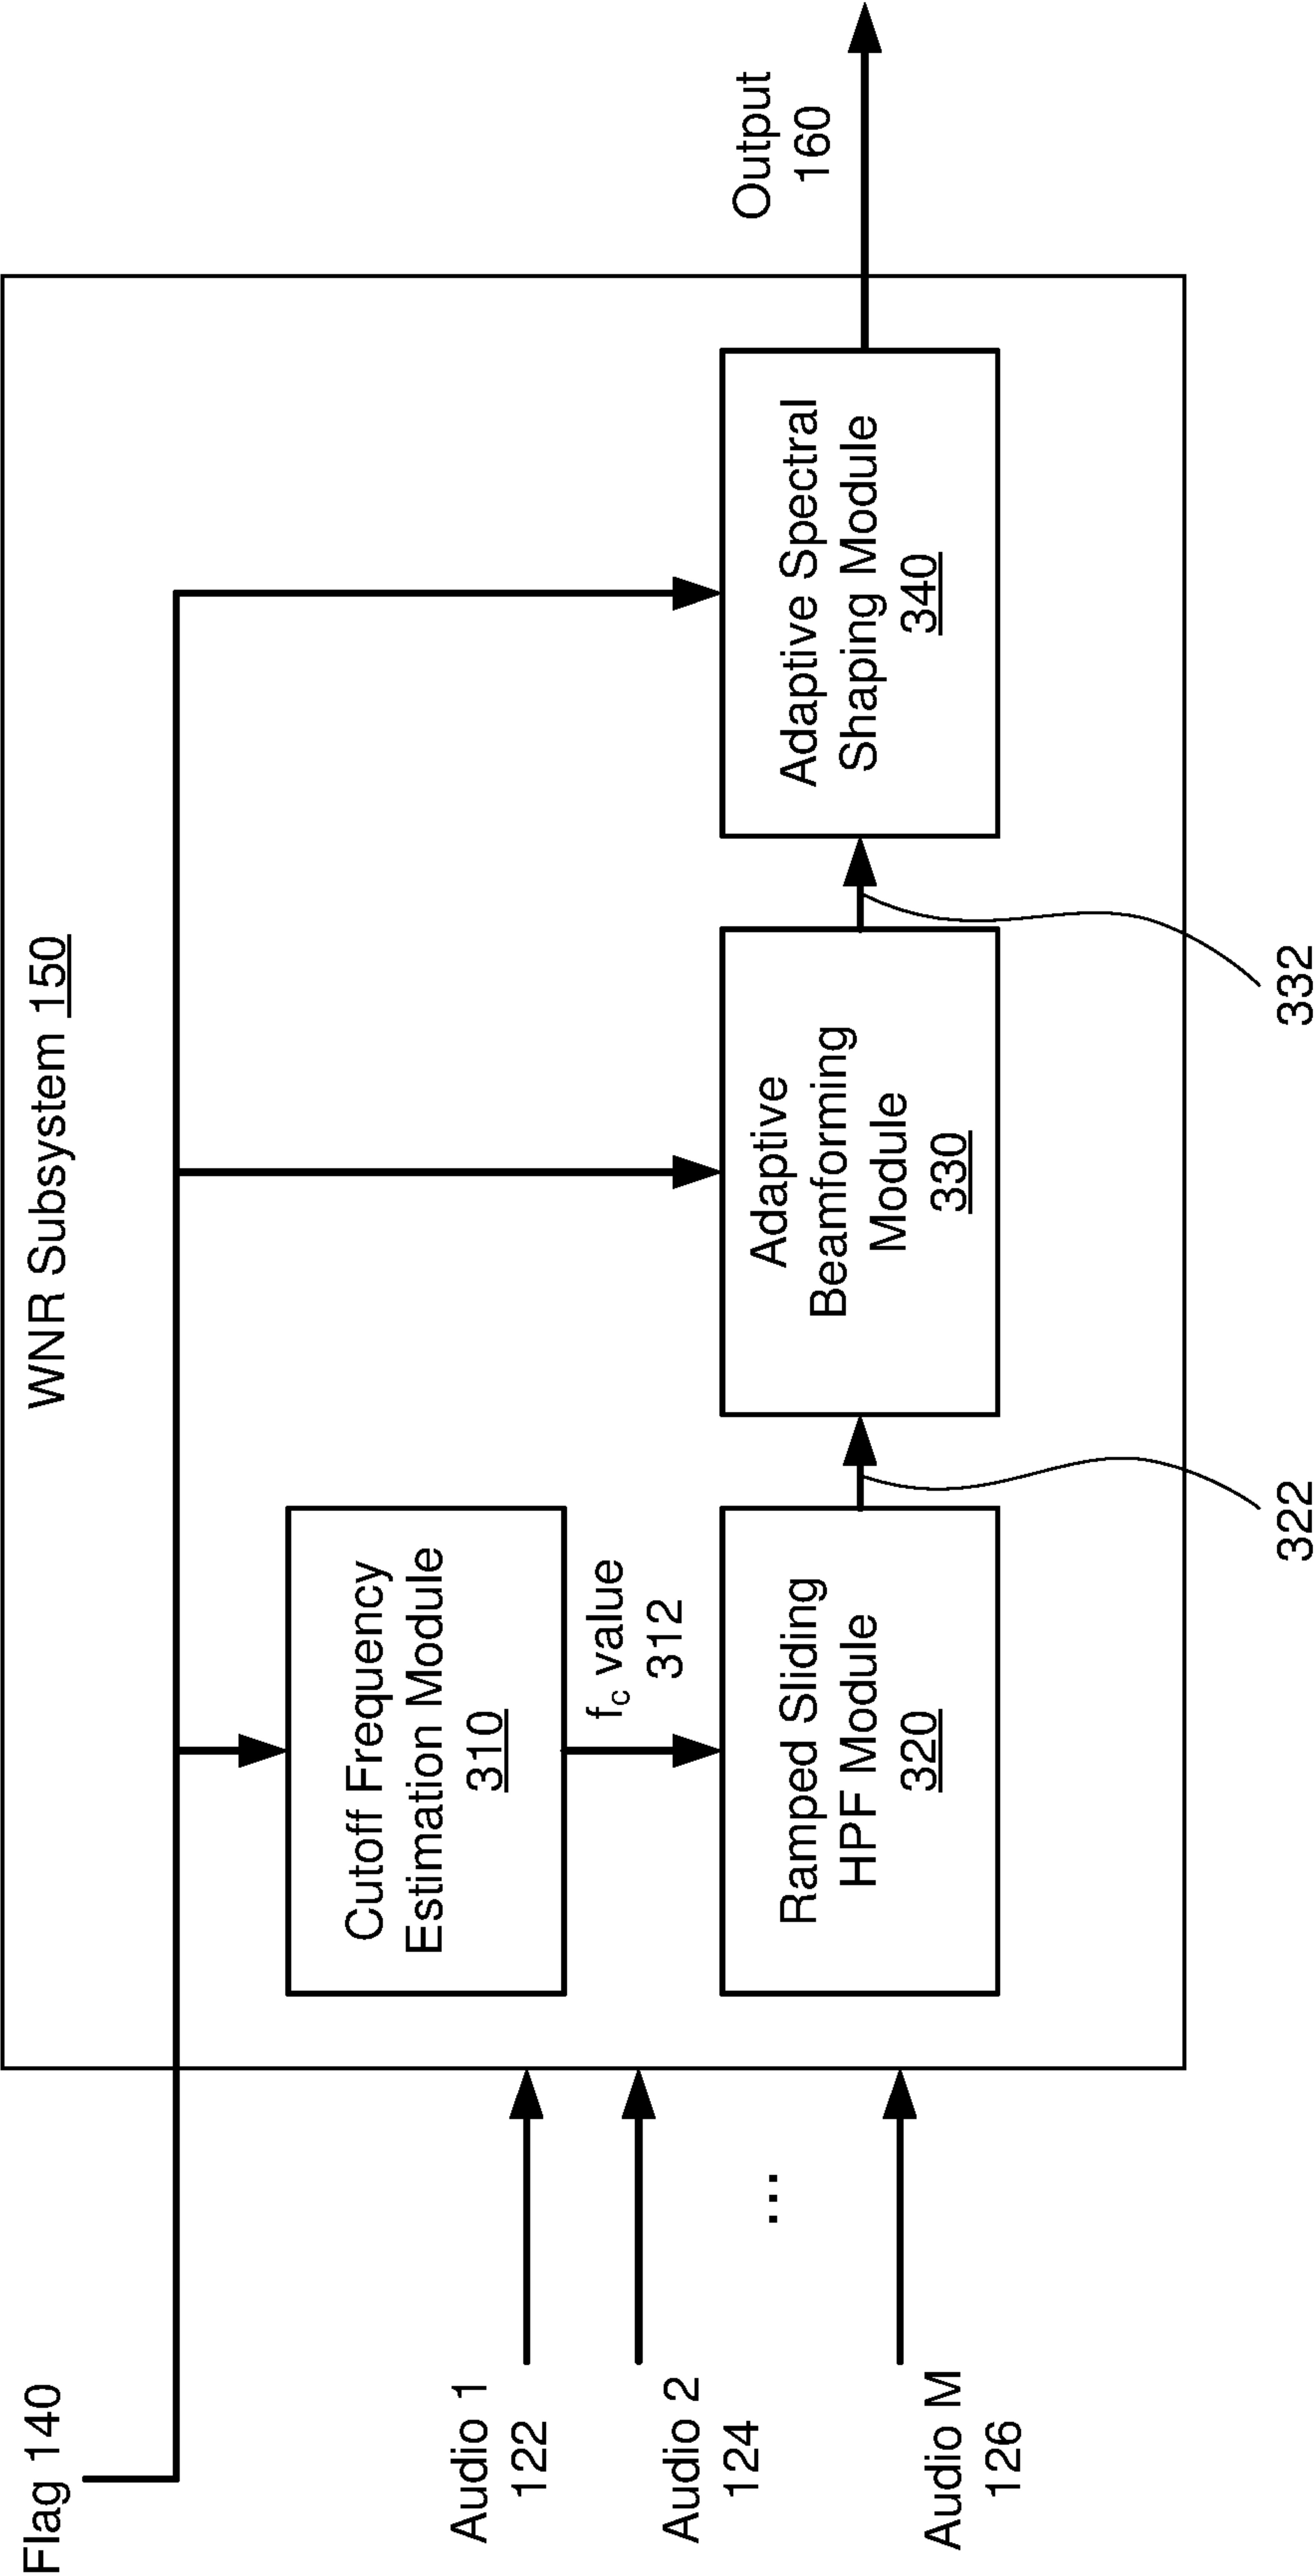 Flag 140
WNR Subsystem 150
Cutoff Frequency
Estimation Module
310
fc value
312
Audio 1
122
Audio 2
124
...
Audio M
126
Ramped Sliding
HPF Module
320
Adaptive
Beamforming
Module
330
Adaptive Spectral
Shaping Module
340
Output
160
322
332